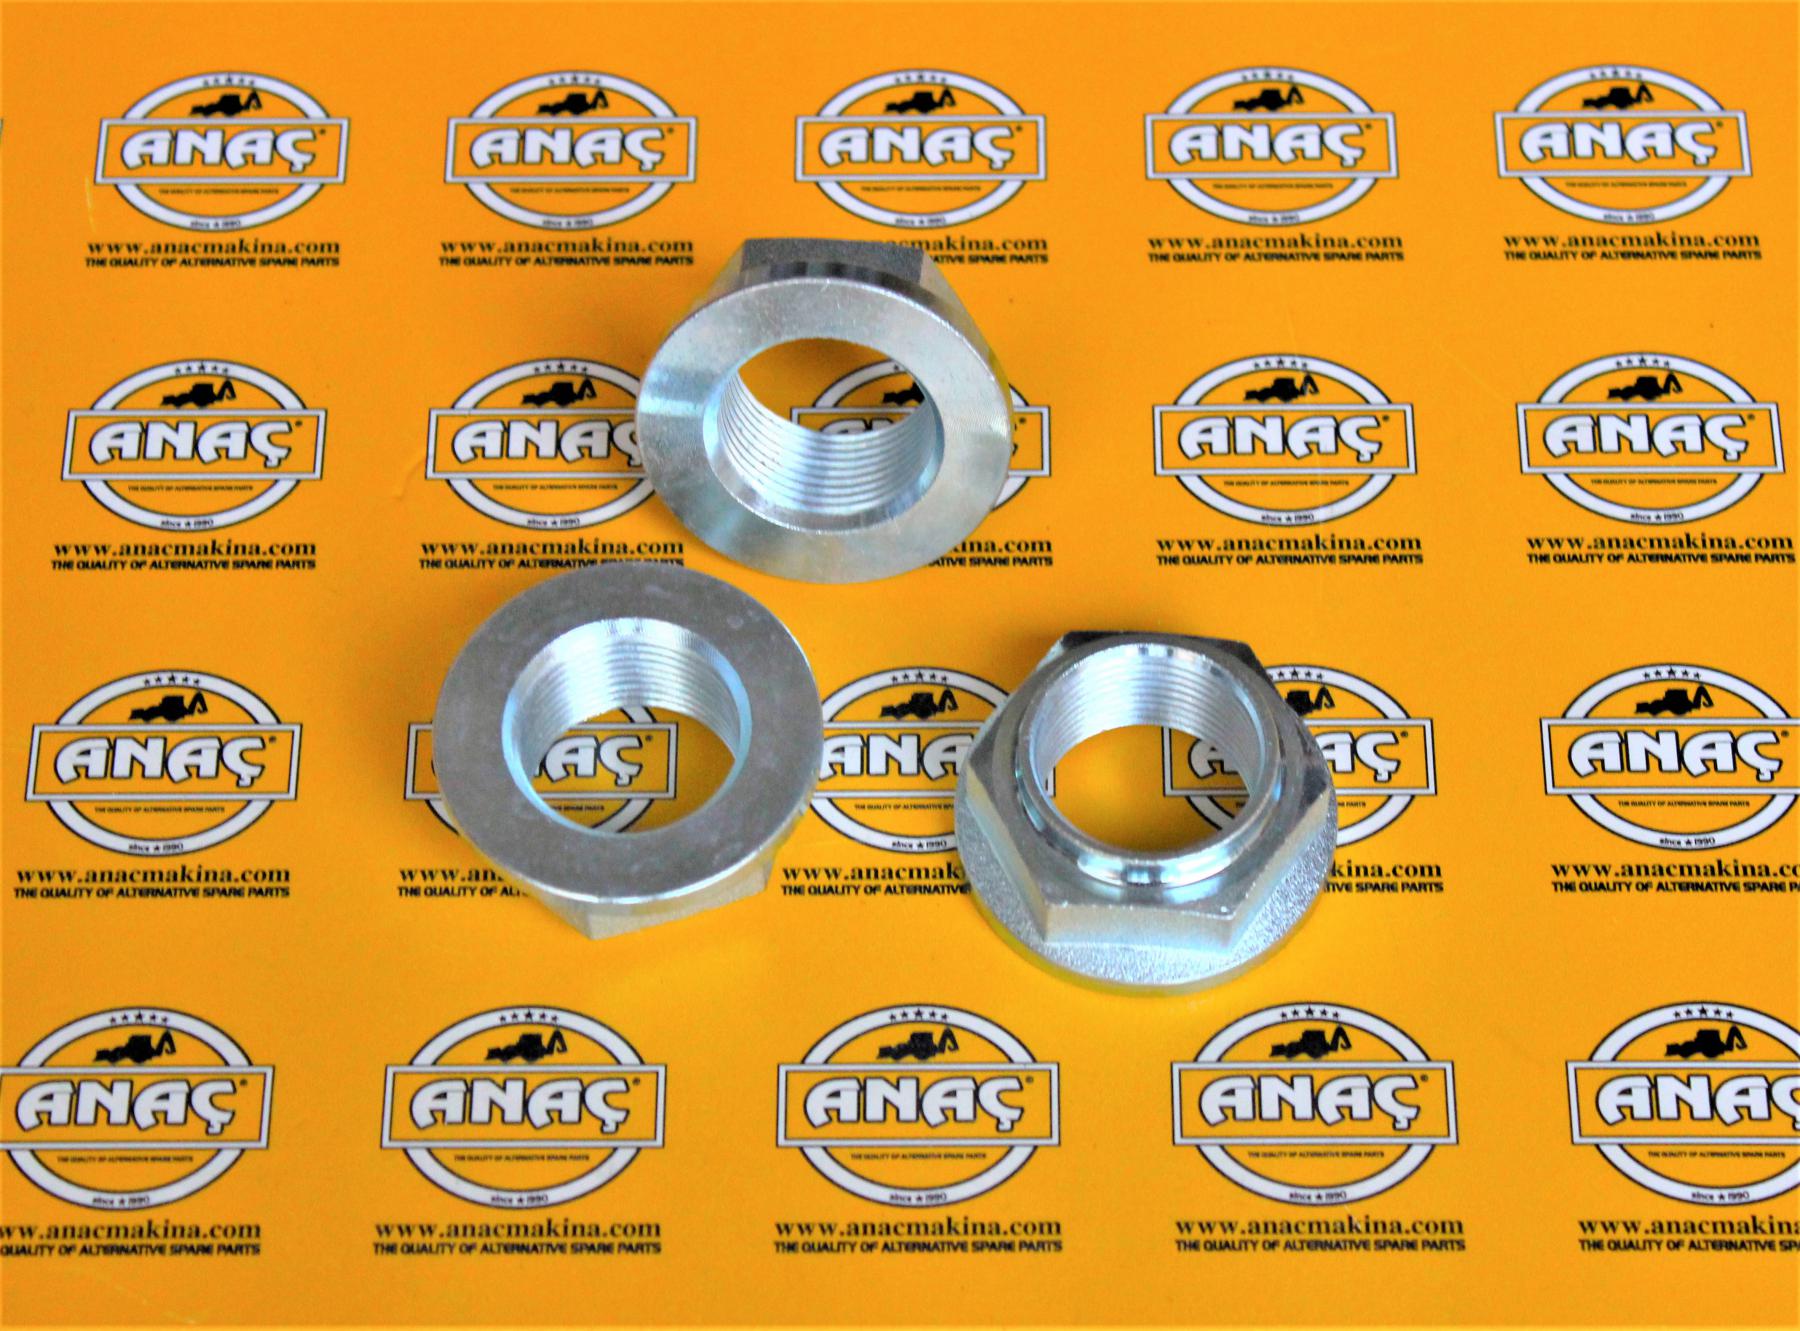 ANAÇ® ANAÇ® ANAÇ® ANAÇ® ANAÇ®
THE QUALITY OF ALTERNATIVE SPARE PARTS THE QUALITY OF ALTERNATIVE SPARE PARTS THE QUALITY OF ALTERNATIVE SPARE PARTS THE QUALITY OF ALTERNATIVE SPARE PARTS THE QUALITY OF ALTERNATIVE SPARE PARTS
since ★ 1990 since ★ 1990 since ★ 1990 since ★ 1990 since ★ 1990
www.anacmakina.com www.anacmakina.com anacmakina.com www.anacmakina.com www.anacmakina.com
THE QUALITY OF ALTERNATIVE SPARE PARTS THE QUALITY OF ALTERNATIVE SPARE PARTS ALTERNATIVE SPARE PARTS THE QUALITY OF ALTERNATIVE SPARE PARTS THE QUALITY OF ALTERNATIVE SPARE PARTS
ANAÇ® ANAÇ ANAÇ® ANAÇ®
THE QUALITY OF ALTERNATIVE SPARE PARTS THE QUALITY OF ALTERNATIVE SPARE PARTS THE QUALITY OF ALTERNATIVE SPARE PARTS THE QUALITY OF ALTERNATIVE SPARE PARTS
since ★ 1990 since ★ 1990 since ★ 1990 since ★ 1990
www.anacmakina.com www.anacmakina.com .com www.anacmakina.com www.anacmakina.com
THE QUALITY OF ALTERNATIVE SPARE PARTS THE QUALITY OF ALTERNATIVE SPARE PARTS SPARE PARTS THE QUALITY OF ALTERNATIVE SPARE PARTS THE QUALITY OF ALTERNATIVE SPARE PARTS
ANAÇ® ANAÇ® ANA ANAÇ® ANAÇ®
THE QUALITY OF ALTERNATIVE SPARE PARTS THE QUALITY OF ALTERNATIVE SPARE PARTS THE QUALITY OF ALTERNATIVE SPARE PARTS
since ★ 1990 since ★ 1990 since ★ 1990
www.anacmakina.com www. www.anacmakina .com www.anacmakina.com
THE QUALITY OF ALTERNATIVE SPARE PARTS THE QUALITY OF THE QUALITY OF ALTERNA PARTS THE QUALITY OF ALTERNATIVE SPARE
ANAÇ® ANAÇ® ANAÇ® ANAÇ® ANAÇ
THE QUALITY OF ALTERNATIVE SPARE PARTS THE QUALITY OF ALTERNATIVE SPARE PARTS THE QUALITY OF ALTERNATIVE SPARE PARTS THE QUALITY OF ALTERNATIVE SPARE PARTS THE QUALITY OF ALTERNATIVE SPARE PARTS
since ★ 1990 since ★ 1990 since ★ 1990 since ★ 1990 since ★ 1990
www.anacmakina.com www.anacmakina.com www.anacmakina.com www.anacmakina.com www.anacmakina
QUALITY OF ALTERNATIVE SPARE PARTS THE QUALITY OF ALTERNATIVE SPARE PARTS THE QUALITY OF ALTERNATIVE SPARE PARTS THE QUALITY OF ALTERNATIVE SPARE PARTS THE QUALITY OF ALTERNATIVE SPARE